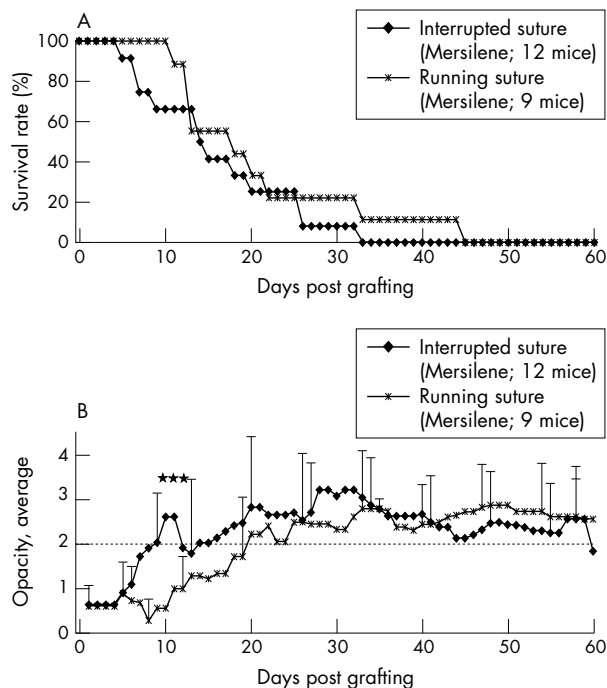 A
Interrupted suture
(Mersilene; 12 mice)
Running suture
(Mersilene; 9 mice)
Survival rate (%)
100
80
60
40
20
0
0 10 20 30 40 50 60
Days post grafting
B
Interrupted suture
(Mersilene; 12 mice)
Running suture
(Mersilene; 9 mice)
★★★
Opacity, average
4
3
2
1
0
0 10 20 30 40 50 60
Days post grafting